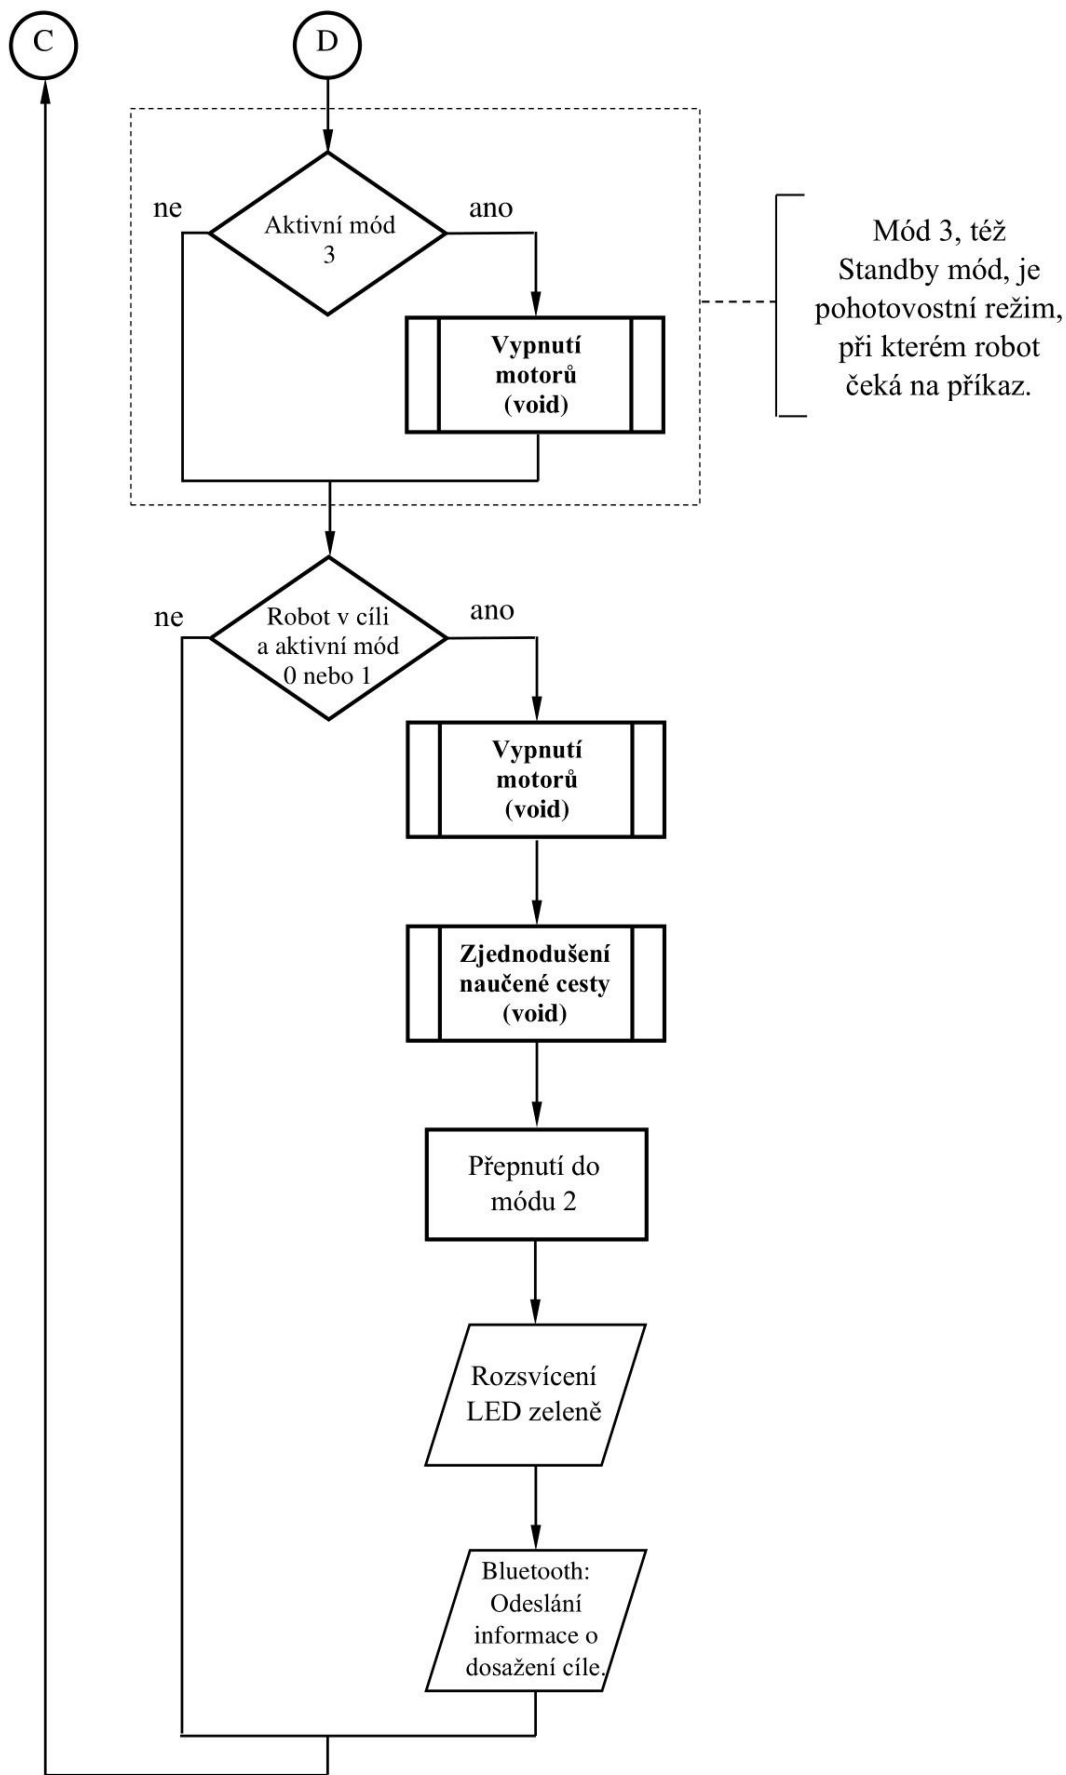 C
D
ne
ano
Aktivní mód
3
Vypnutí
motorů
(void)
Mód 3, též
Standby mód, je
pohotovostní režim,
při kterém robot
čeká na příkaz.
ne
ano
Robot v cíli
a aktivní mód
0 nebo 1
Vypnutí
motorů
(void)
Zjednodušení
naučené cesty
(void)
Přepnutí do
módu 2
Rozsvícení
LED zeleně
Bluetooth:
Odeslání
informace o
dosažení cíle.